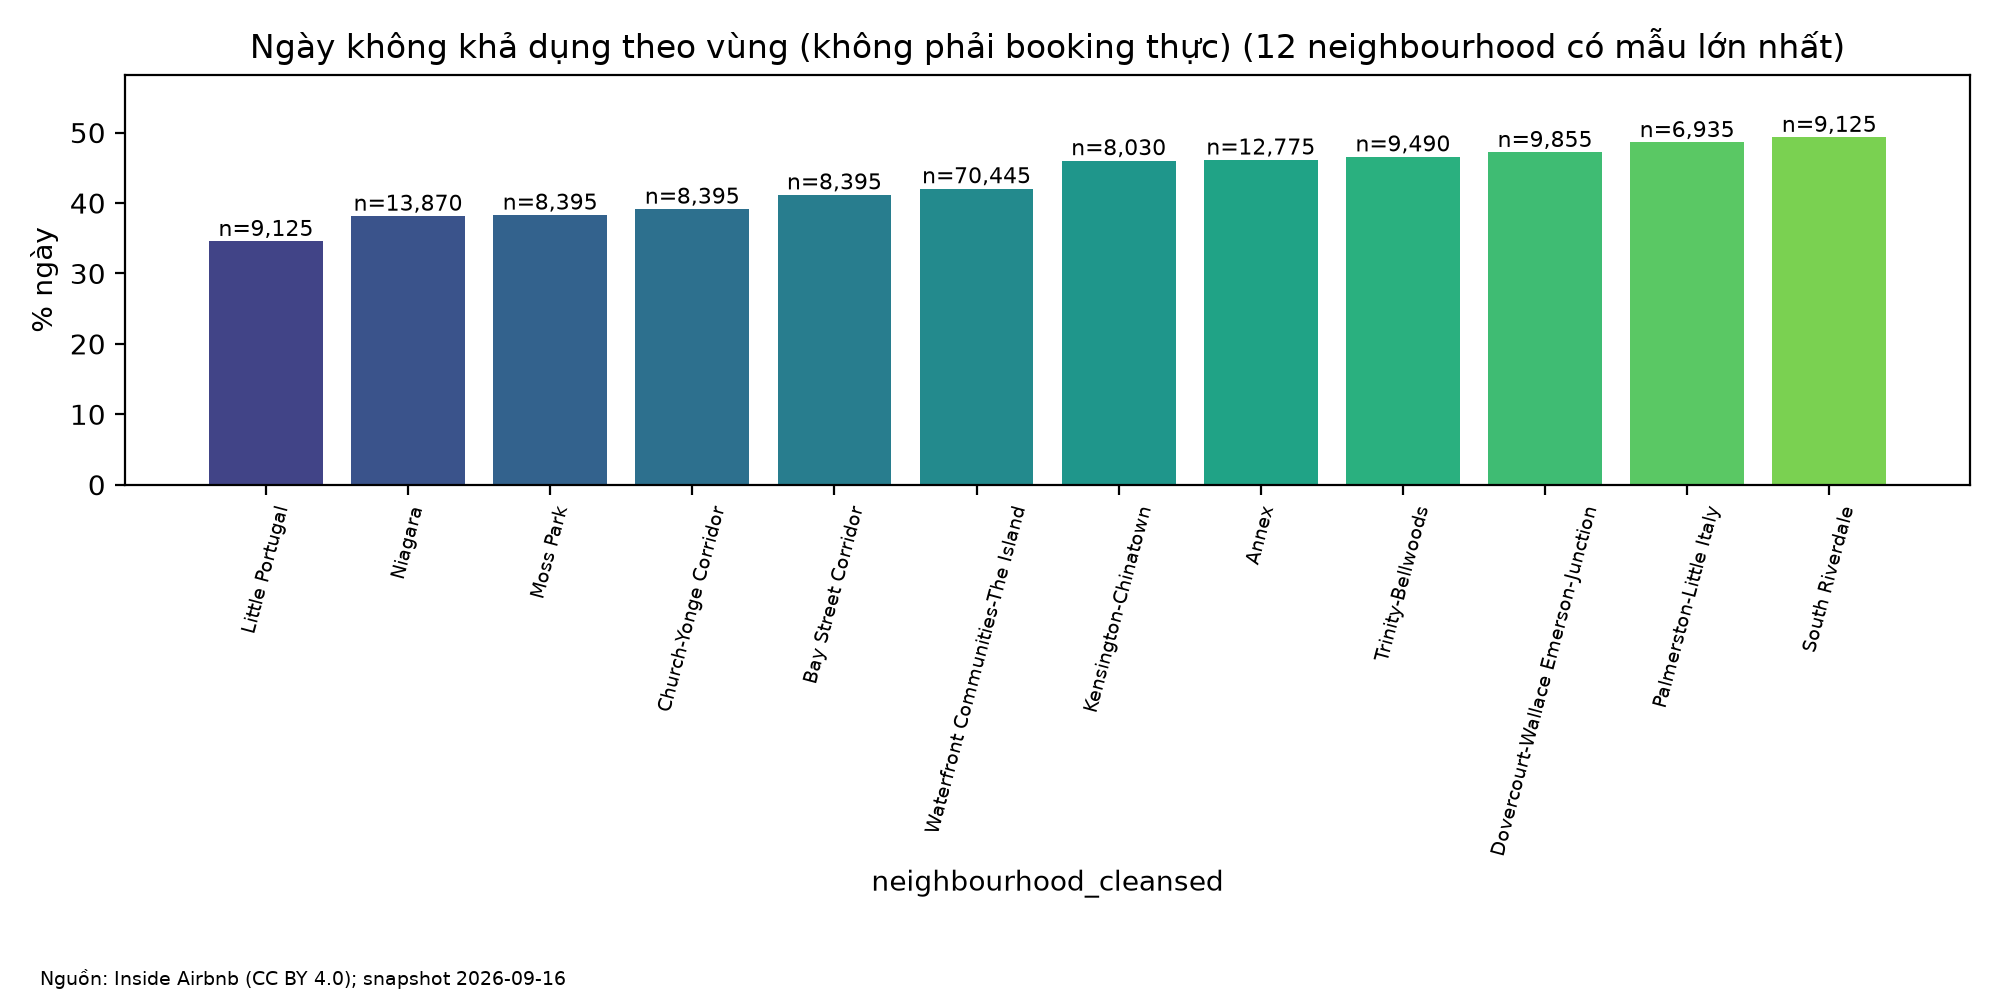 Ngày không khả dụng theo vùng (không phải booking thực) (12 neighbourhood có mẫu lớn nhất)
% ngày
50
40
30
20
10
0
n=9,125
n=13,870
n=8,395
n=8,395
n=8,395
n=70,445
n=8,030
n=12,775
n=9,490
n=9,855
n=6,935
n=9,125
Little Portugal
Niagara
Moss Park
Church-Yonge Corridor
Bay Street Corridor
Waterfront Communities-The Island
Kensington-Chinatown
Annex
Trinity-Bellwoods
Dovercourt-Wallace Emerson-Junction
Palmerston-Little Italy
South Riverdale
neighbourhood_cleansed
Nguồn: Inside Airbnb (CC BY 4.0); snapshot 2026-09-16